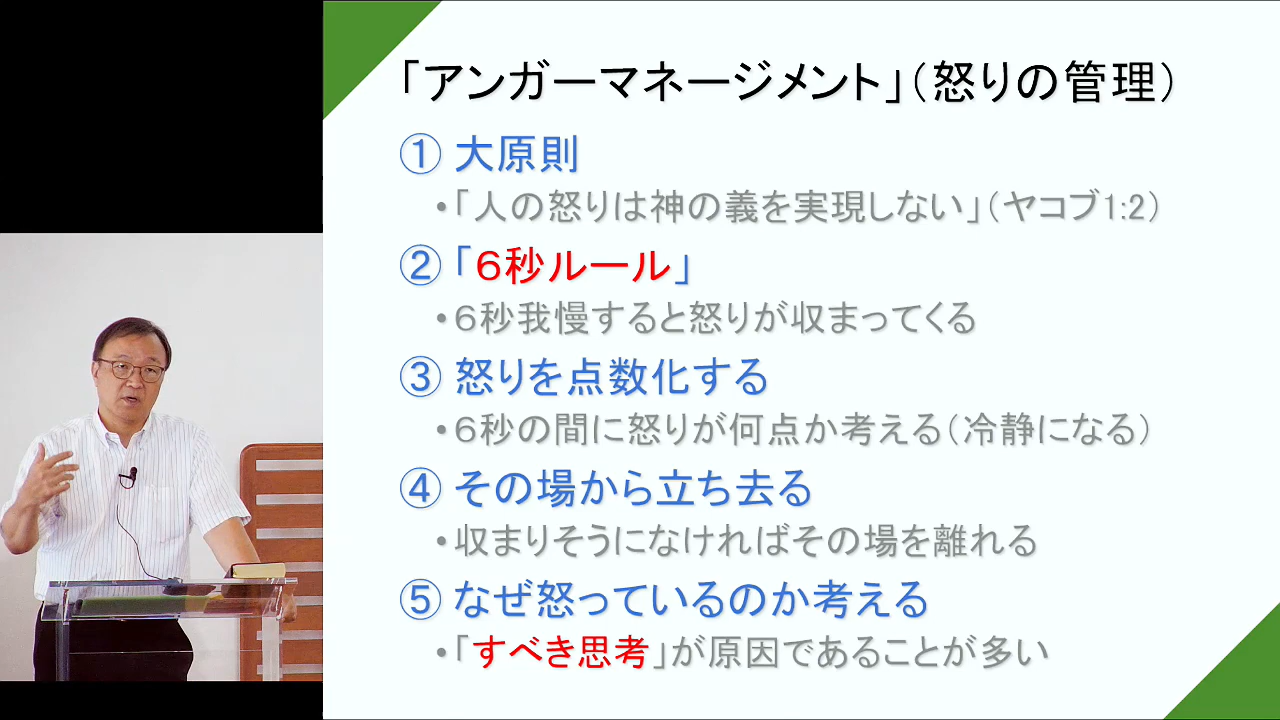 「アンガーマネージメント」（怒りの管理）
① 大原則
・「人の怒りは神の義を実現しない」（ヤコブ1:2）
② 「６秒ルール」
・６秒我慢すると怒りが収まってくる
③ 怒りを点数化する
・６秒の間に怒りが何点か考える（冷静になる）
④ その場から立ち去る
・収まりそうになければその場を離れる
⑤ なぜ怒っているのか考える
・「すべき思考」が原因であることが多い